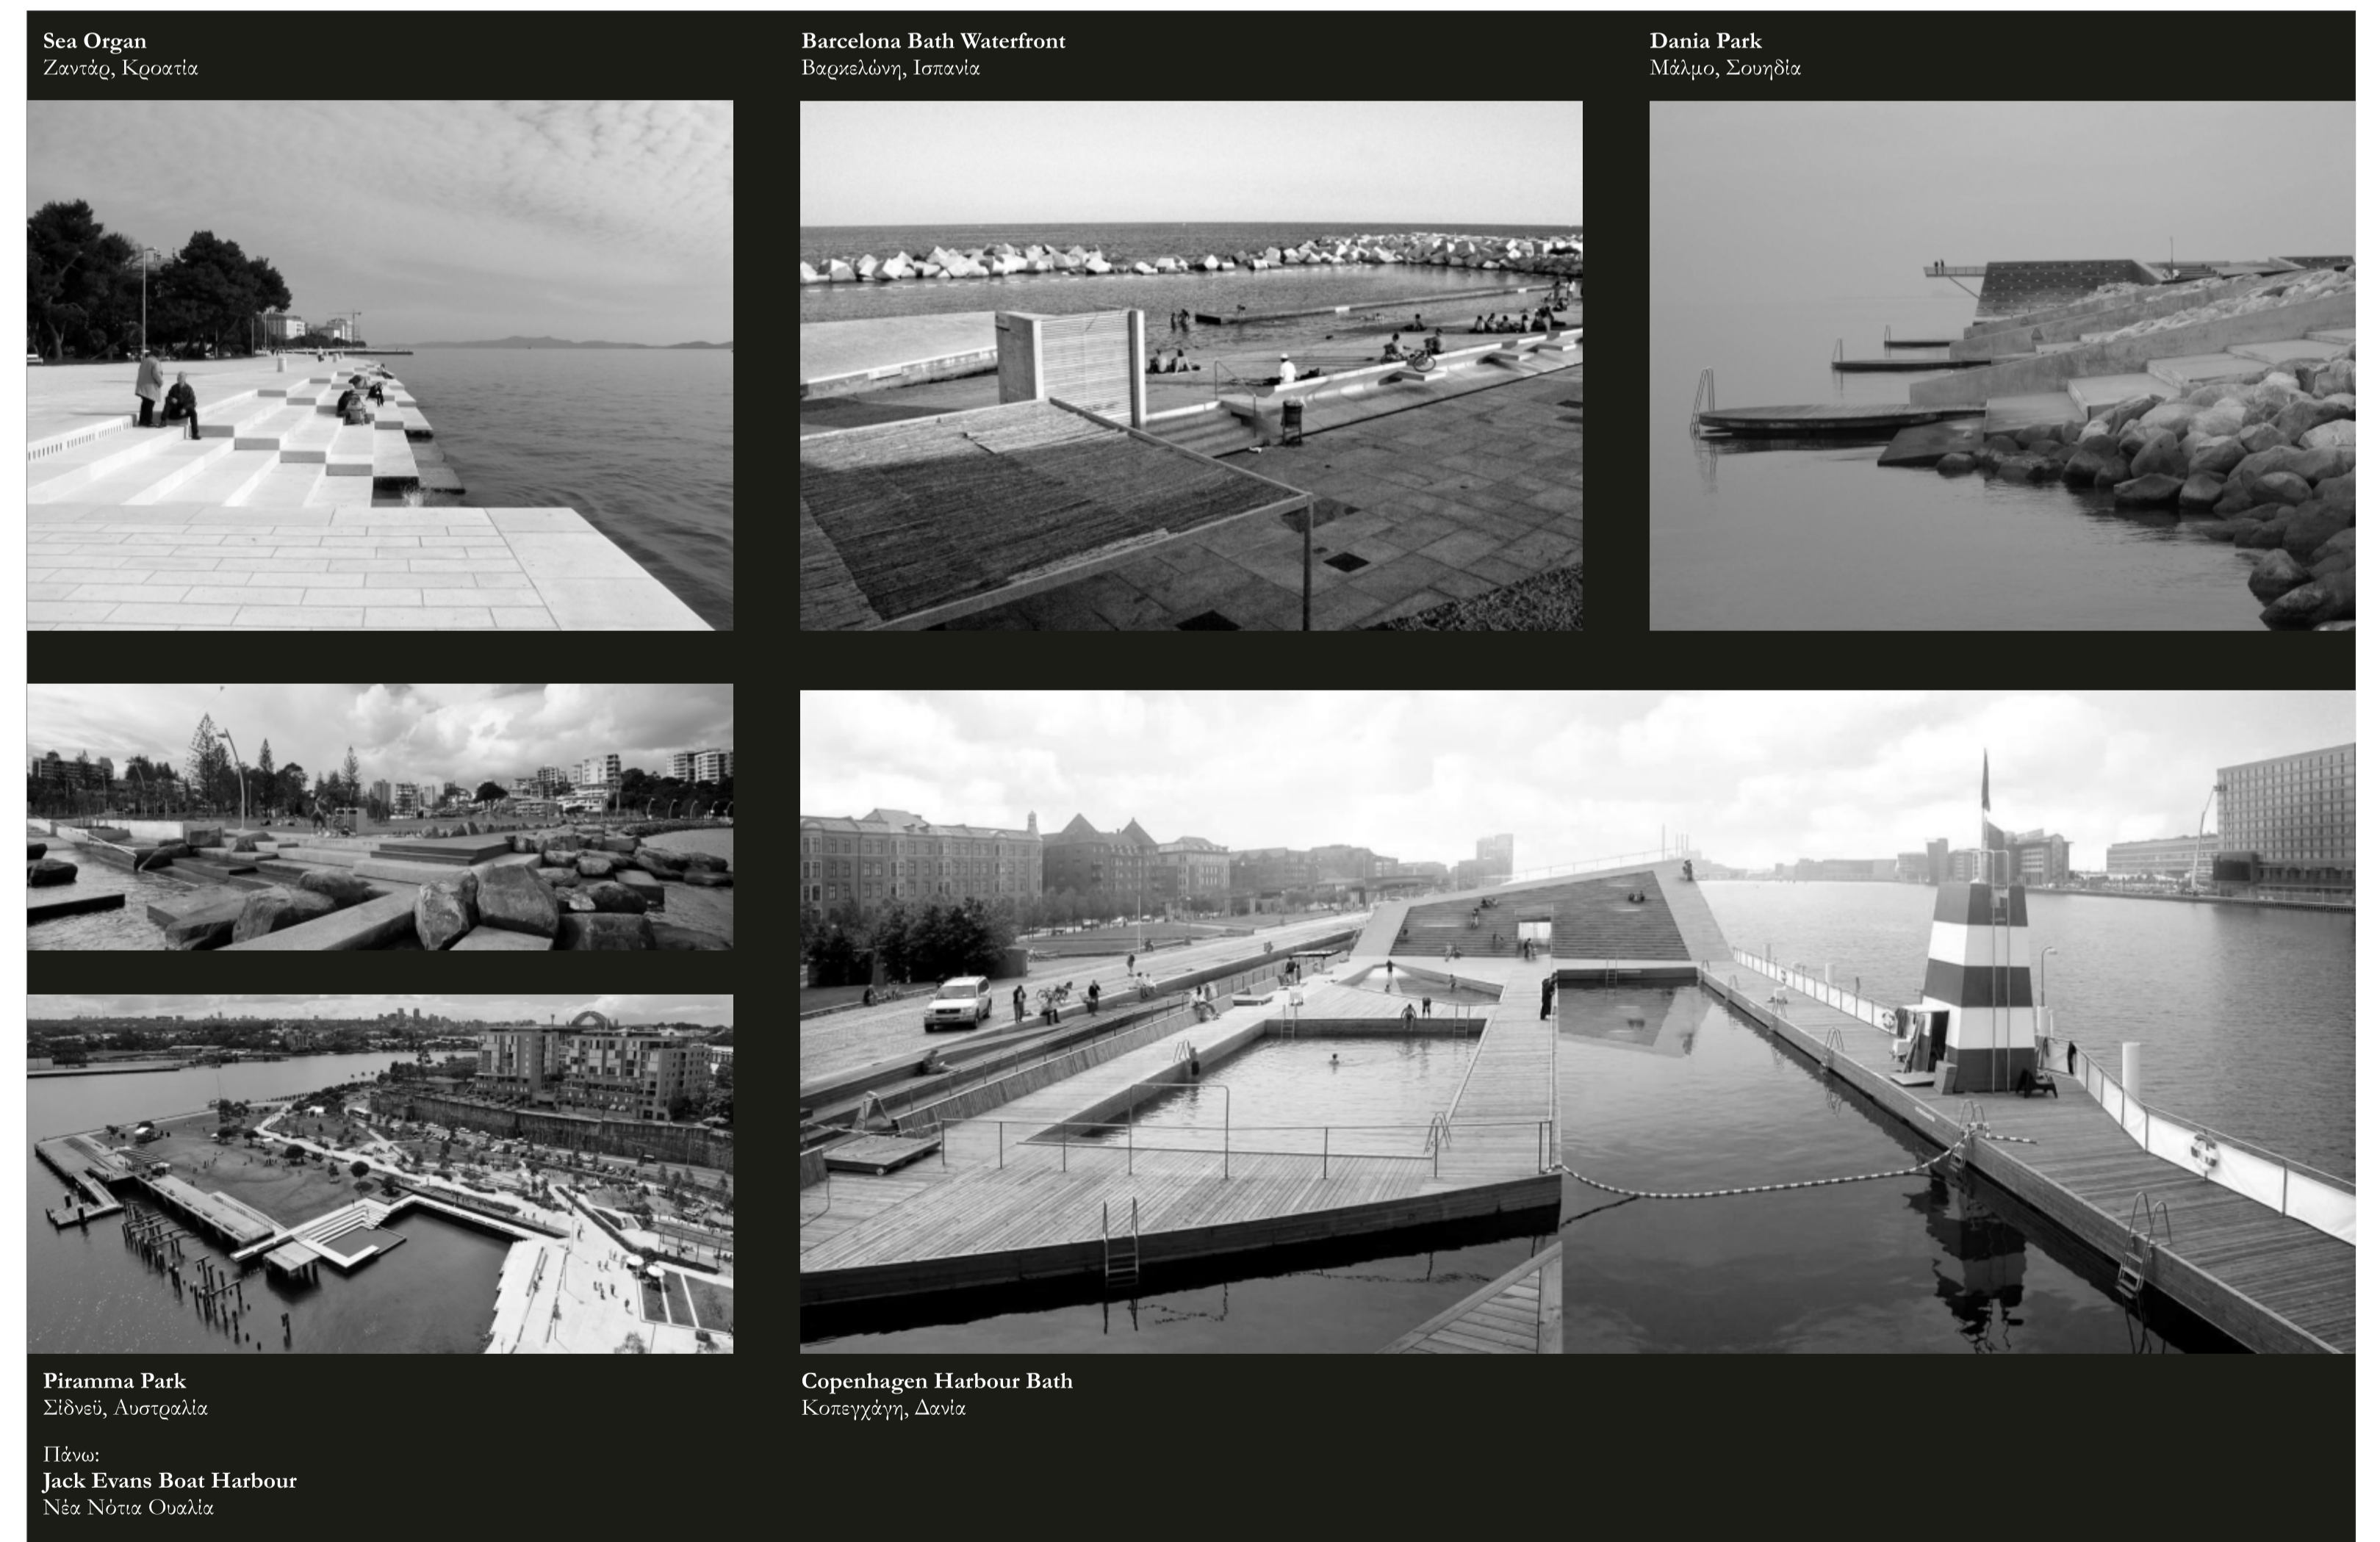 Sea Organ
Ζαντάρ, Κροατία
Barcelona Bath Waterfront
Βαρκελώνη, Ισπανία
Dania Park
Μάλμο, Σουηδία
Piramma Park
Σίδνεϋ, Αυστραλία
Πάνω:
Jack Evans Boat Harbour
Νέα Νότια Ουαλία
Copenhagen Harbour Bath
Κοπεγχάγη, Δανία